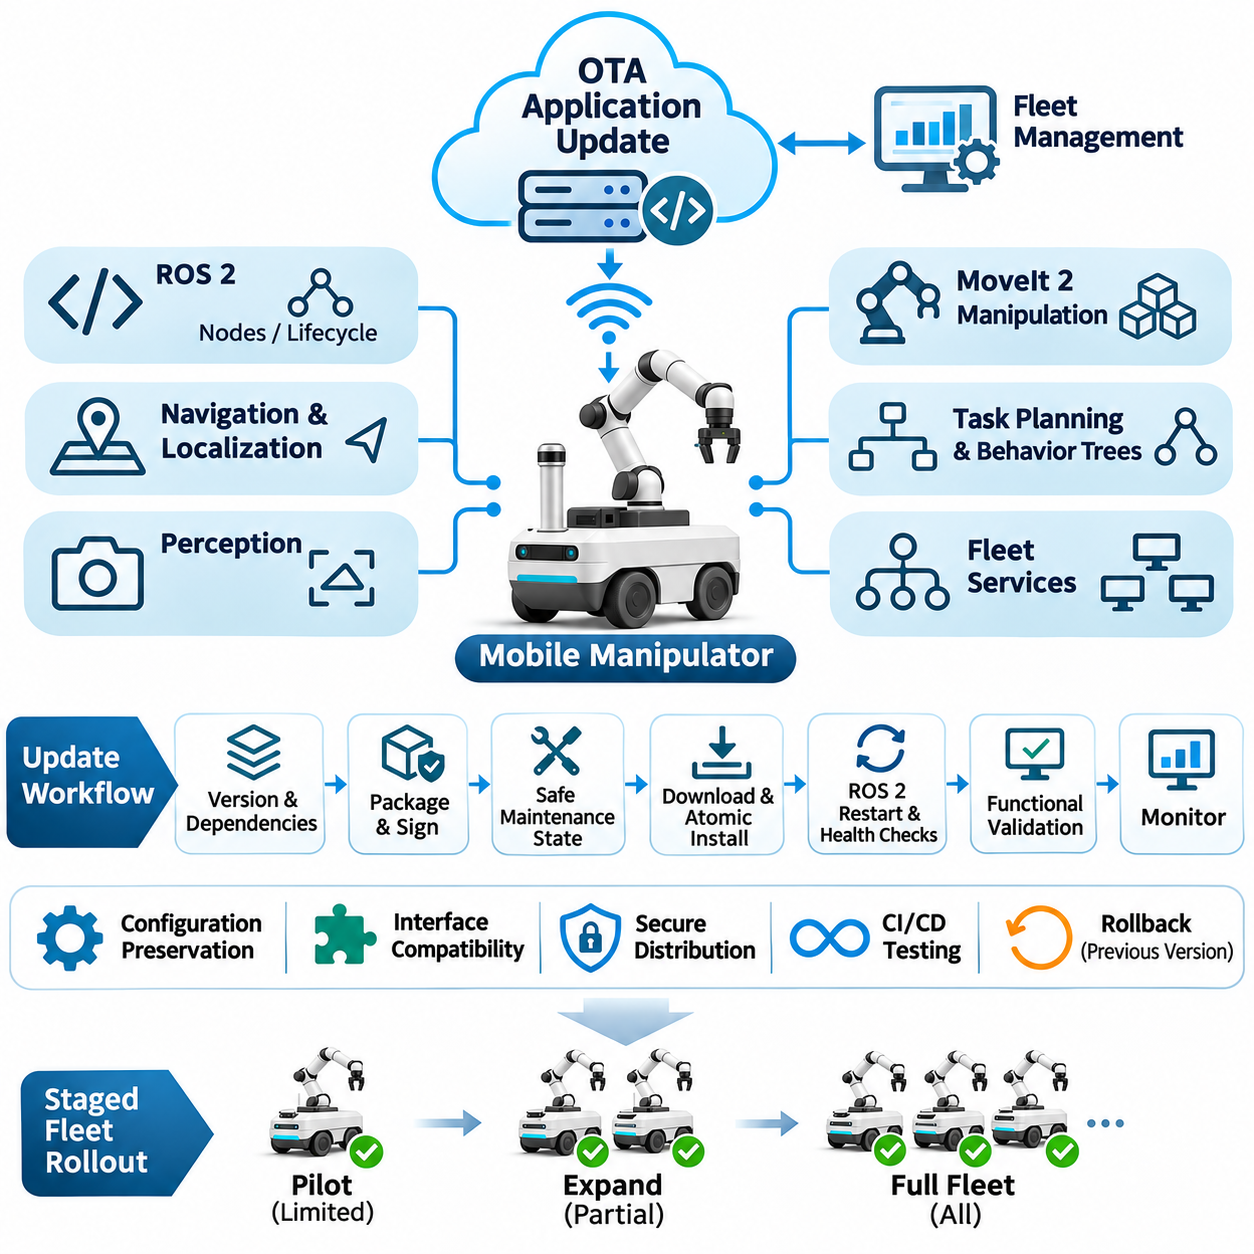 OTA
Application
Update
Fleet
Management
ROS 2
Nodes / Lifecycle
Navigation &
Localization
Perception
MoveIt 2
Manipulation
Task Planning
& Behavior Trees
Fleet
Services
Mobile Manipulator
Update
Workflow
Version &
Dependencies
Package
& Sign
Safe
Maintenance
State
Download &
Atomic
Install
ROS 2
Restart &
Health Checks
Functional
Validation
Monitor
Configuration
Preservation
Interface
Compatibility
Secure
Distribution
CI/CD
Testing
Rollback
(Previous Version)
Staged
Fleet
Rollout
Pilot
(Limited)
Expand
(Partial)
Full Fleet
(All)